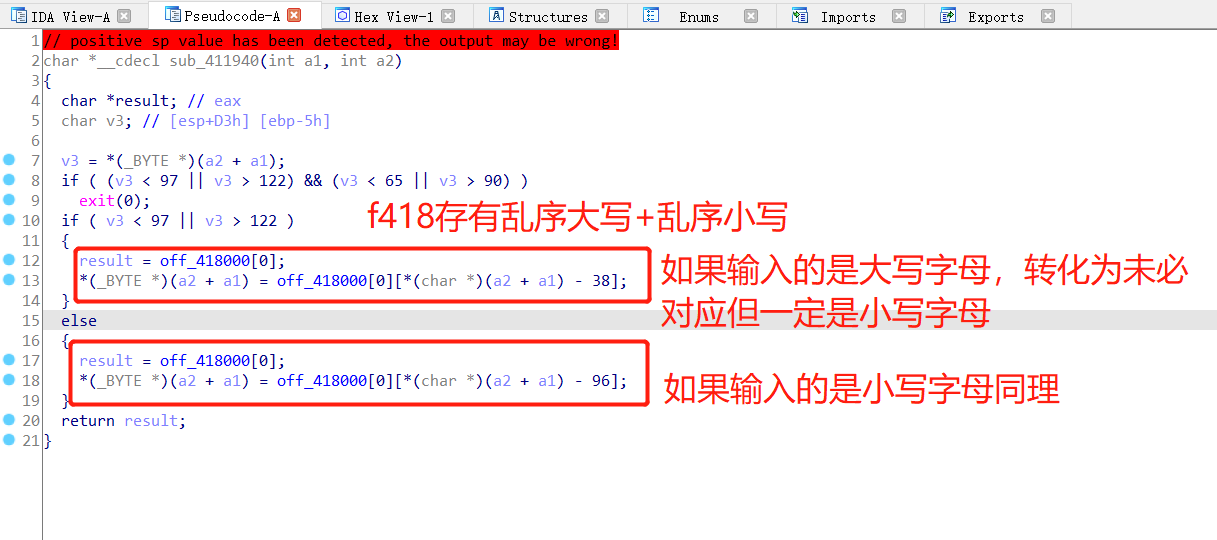 IDA View-A Pseudocode-A Hex View-1 Structures Enums Imports Exports
1 // positive sp value has been detected, the output may be wrong!
2 char *__cdecl sub_411940(int a1, int a2)
3 {
4 char *result; // eax
5 char v3; // [esp+D3h] [ebp-5h]
6
7 v3 = *(_BYTE *)(a2 + a1);
8 if ( (v3 < 97 || v3 > 122) && (v3 < 65 || v3 > 90) )
9 exit(0);
10 if ( v3 < 97 || v3 > 122 )
f418存有乱序大写+乱序小写
11 {
12 result = off_418000[0];
13 *(_BYTE *)(a2 + a1) = off_418000[0][*(char *)(a2 + a1) - 38];
如果输入的是大写字母，转化为未必
对应但一定是小写字母
14 }
15 else
16 {
17 result = off_418000[0];
18 *(_BYTE *)(a2 + a1) = off_418000[0][*(char *)(a2 + a1) - 96];
如果输入的是小写字母同理
19 }
20 return result;
21 }